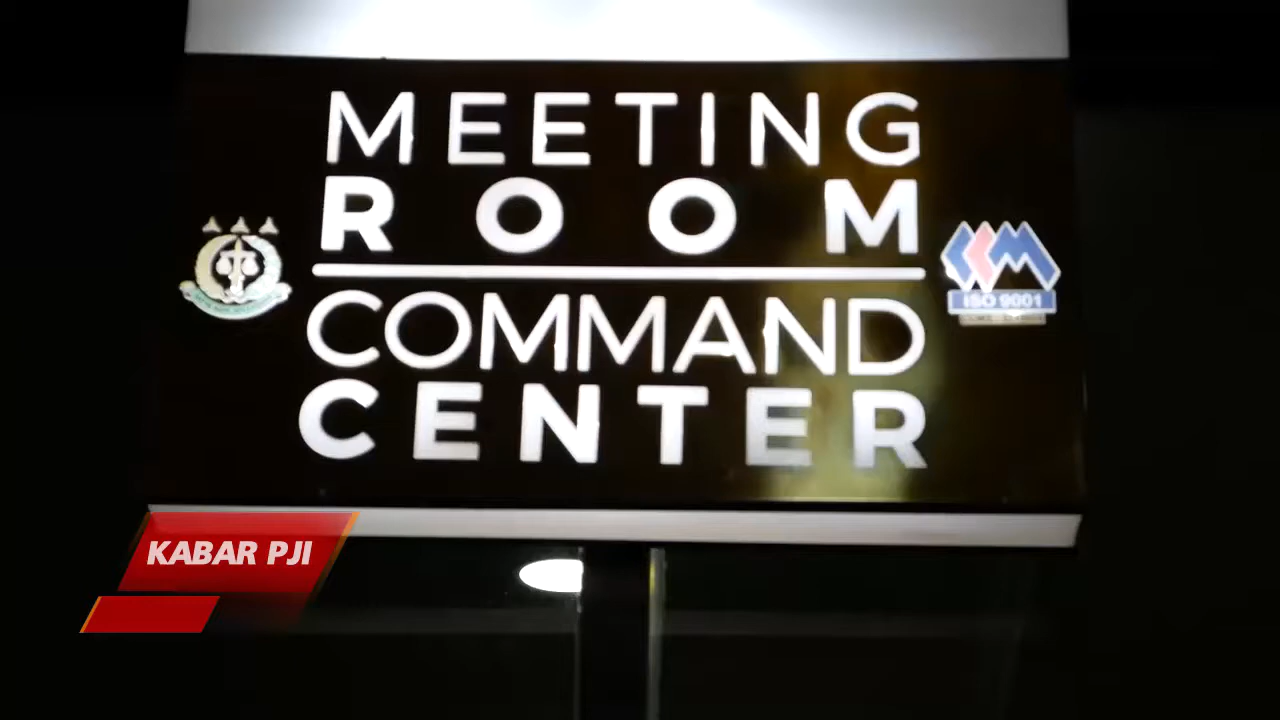 MEETING
ROOM
COMMAND
CENTER
ISO 9001
KABAR PJI